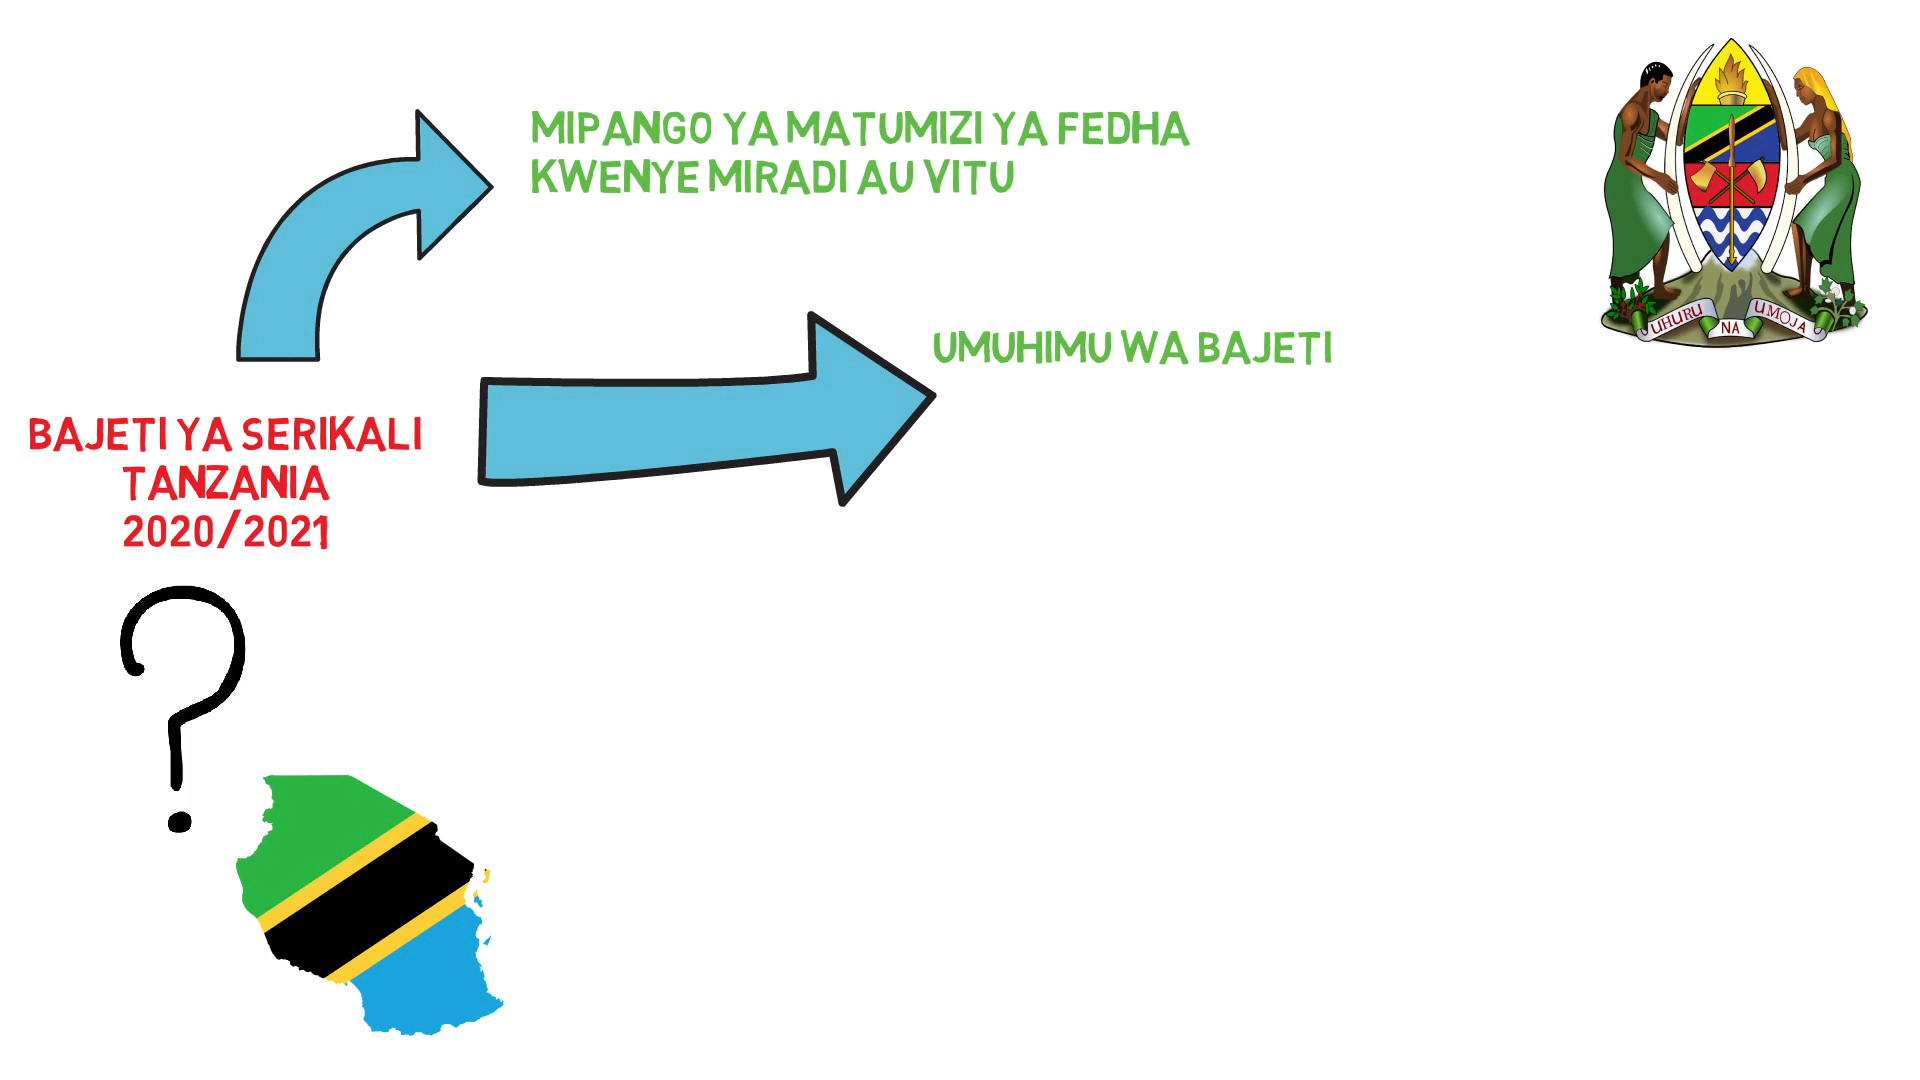 MIPANGO YA MATUMIZI YA FEDHA
KWENYE MIRADI AU VITU
UMUHIMU WA BAJETI
BAJETI YA SERIKALI
TANZANIA
2020/2021
?
UHURU NA UMOJA